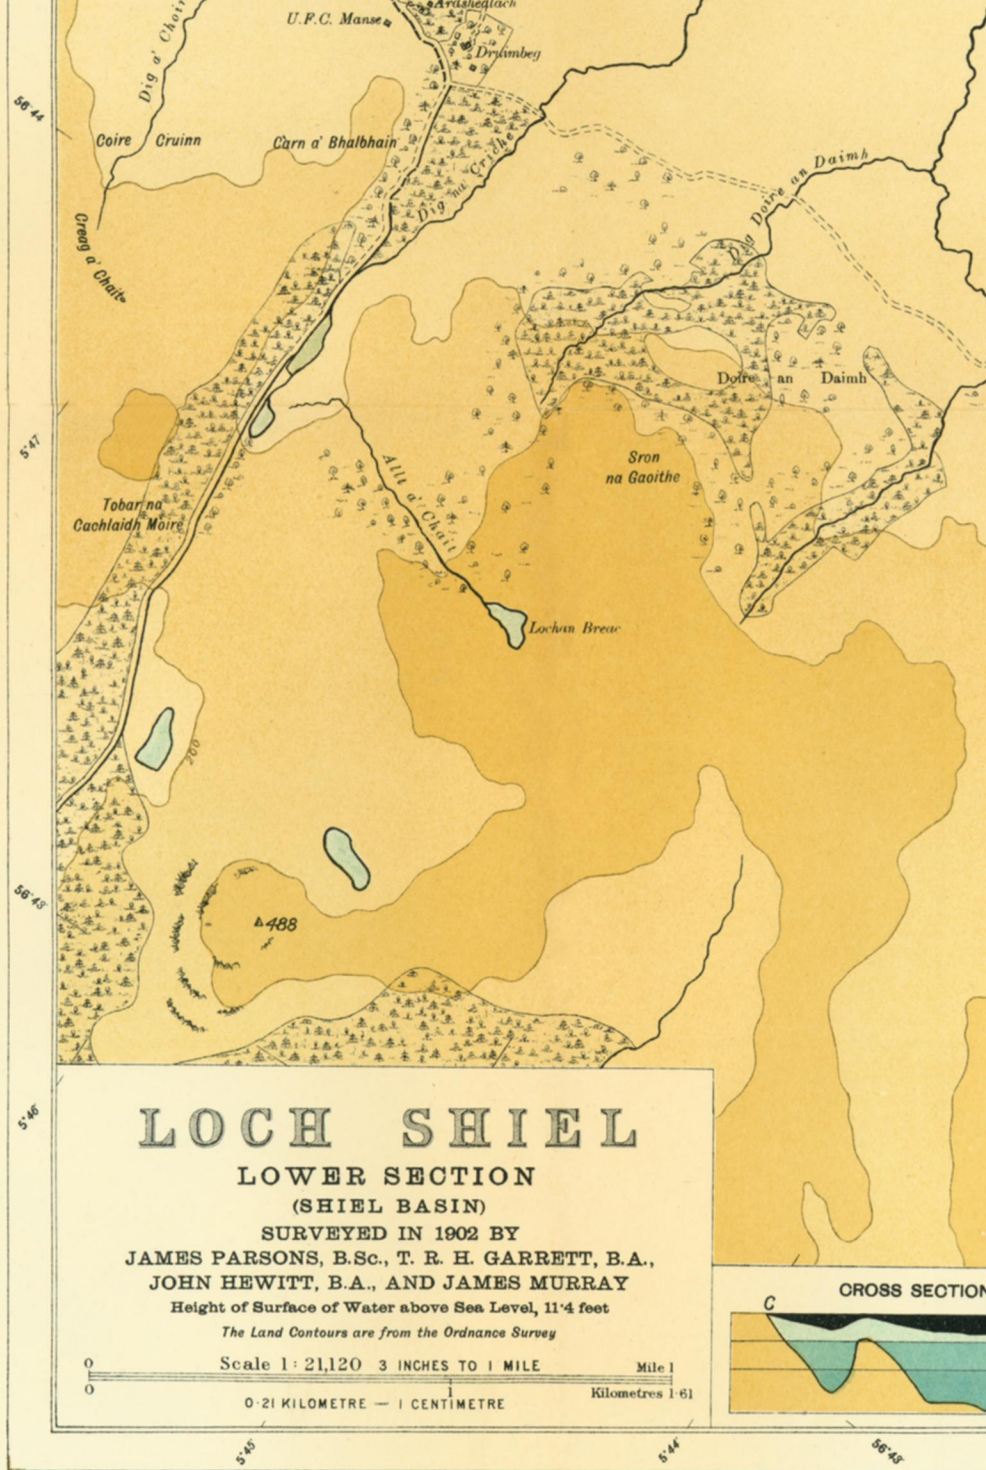 Ardshealach
U.F.C. Manse
Drumbeg
Dig a' Choir
56°44'
Coire Cruinn
Carn a' Bhalbhain
Dig na Criche
Dig Doire an Daimh
Creag a' Chait
5°47'
Doire an Daimh
Sron
na Gaoithe
Allt a' Chait
Tobar na
Cachlaidh Moire
Lochan Breac
200
56°43'
488
5°46'
LOCH SHIEL
LOWER SECTION
(SHIEL BASIN)
SURVEYED IN 1902 BY
JAMES PARSONS, B.Sc., T. R. H. GARRETT, B.A.,
JOHN HEWITT, B.A., AND JAMES MURRAY
Height of Surface of Water above Sea Level, 11·4 feet
The Land Contours are from the Ordnance Survey
0 Scale 1: 21,120 3 INCHES TO 1 MILE Mile 1
0 1 Kilometres 1·61
0·21 KILOMETRE — 1 CENTIMETRE
CROSS SECTION
C
5°45'
5°44'
56°43'